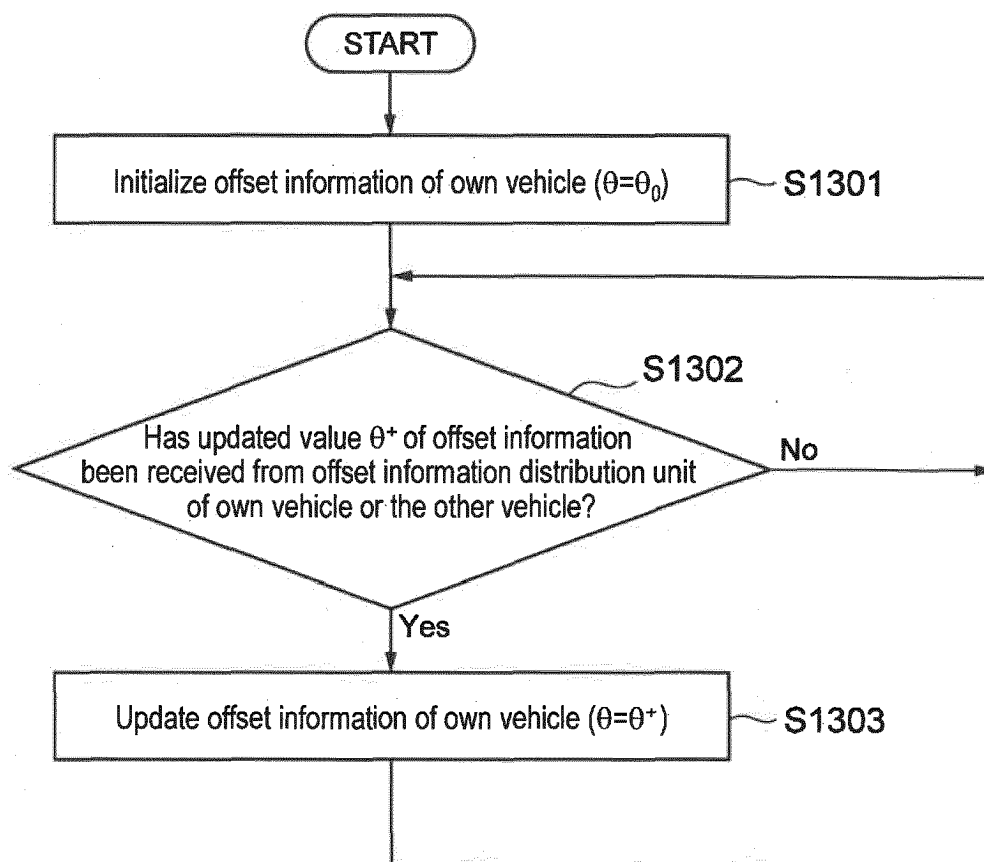 START
Initialize offset information of own vehicle (θ=θ₀)
S1301
S1302
Has updated value θ⁺ of offset information
been received from offset information distribution unit
of own vehicle or the other vehicle?
No
Yes
Update offset information of own vehicle (θ=θ⁺)
S1303